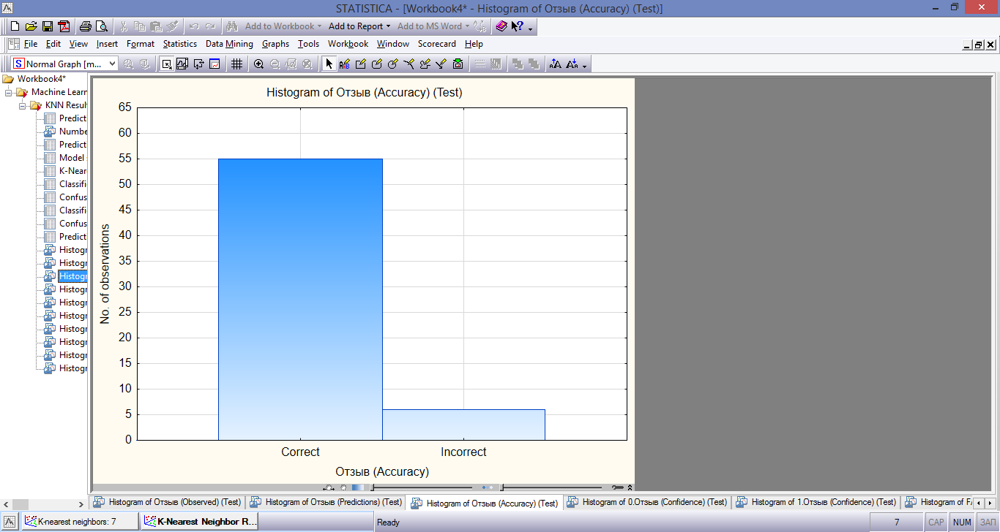 STATISTICA - [Workbook4* - Histogram of Отзыв (Accuracy) (Test)]
Add to Workbook Add to Report Add to MS Word
File Edit View Insert Format Statistics Data Mining Graphs Tools Workbook Window Scorecard Help
Normal Graph [m...
Workbook4*
Machine Learn
KNN Resul
Predict
Numbe
Predict
Model
K-Near
Classifi
Confus
Classifi
Confus
Predict
Histogr
Histogr
Histogr
Histogr
Histogr
Histogr
Histogr
Histogr
Histogr
Histogr
Histogram of Отзыв (Accuracy) (Test)
65
60
55
50
45
40
35
30
25
20
15
10
5
0
No. of observations
Correct Incorrect
Отзыв (Accuracy)
Histogram of Отзыв (Observed) (Test) Histogram of Отзыв (Predictions) (Test) Histogram of Отзыв (Accuracy) (Test) Histogram of 0.Отзыв (Confidence) (Test) Histogram of 1.Отзыв (Confidence) (Test) Histogram of F
K-nearest neighbors: 7 K-Nearest Neighbor R... Ready 7 CAP NUM ЗАП